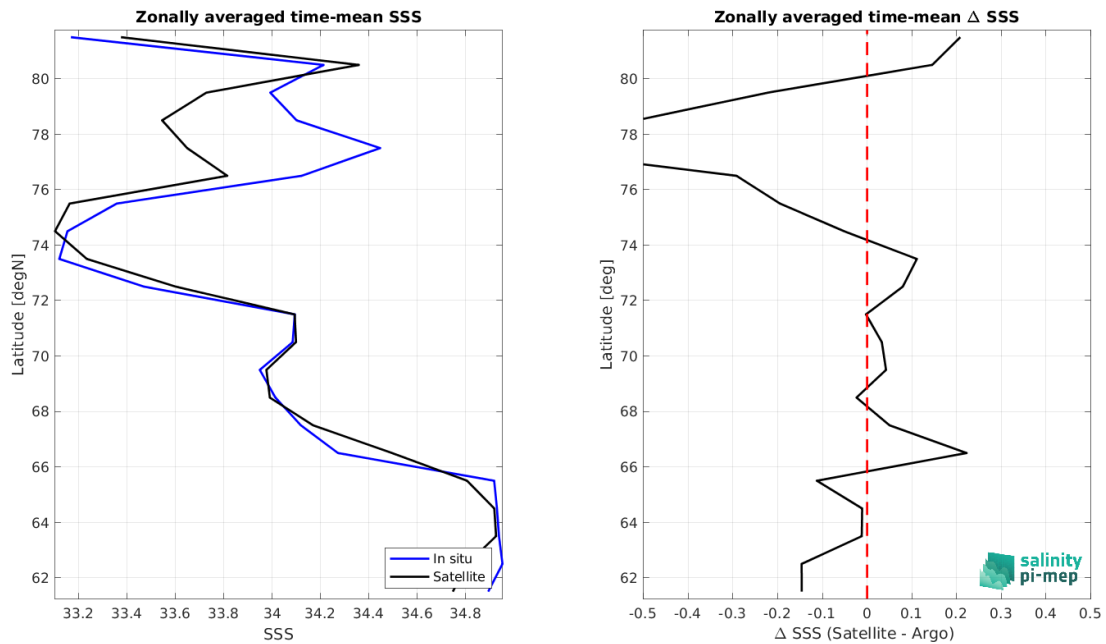 Zonally averaged time-mean SSS
80
78
76
74
72
70
68
66
64
62
Latitude [degN]
33.2 33.4 33.6 33.8 34 34.2 34.4 34.6 34.8
SSS
In situ
Satellite
Zonally averaged time-mean Δ SSS
80
78
76
74
72
70
68
66
64
62
Latitude [deg]
-0.5 -0.4 -0.3 -0.2 -0.1 0 0.1 0.2 0.3 0.4 0.5
Δ SSS (Satellite - Argo)
salinity
pi-mep